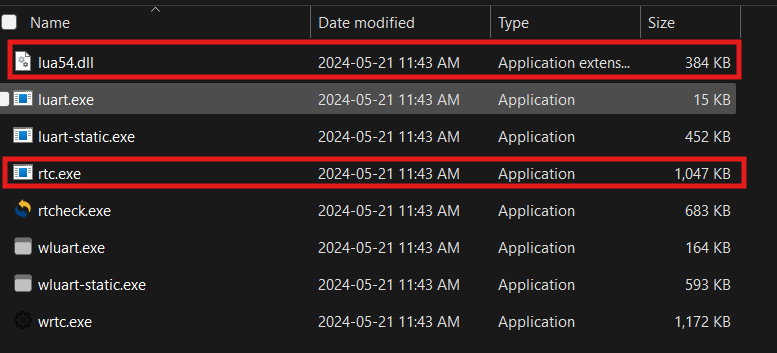 Name Date modified Type Size
lua54.dll 2024-05-21 11:43 AM Application extens... 384 KB
luart.exe 2024-05-21 11:43 AM Application 15 KB
luart-static.exe 2024-05-21 11:43 AM Application 452 KB
rtc.exe 2024-05-21 11:43 AM Application 1,047 KB
rtcheck.exe 2024-05-21 11:43 AM Application 683 KB
wluart.exe 2024-05-21 11:43 AM Application 164 KB
wluart-static.exe 2024-05-21 11:43 AM Application 593 KB
wrtc.exe 2024-05-21 11:43 AM Application 1,172 KB